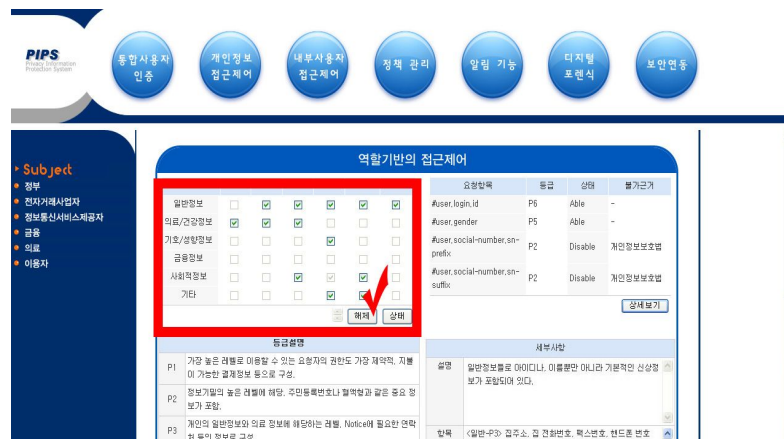 PIPS
Privacy Information
Protection System
통합사용자
인증
개인정보
접근제어
내부사용자
접근제어
정책 관리
알림 기능
디지털
포렌식
보안연동
Subject
정부
전자거래사업자
정보통신서비스제공자
금융
의료
이용자
역할기반의 접근제어
일반정보
의료/건강정보
기호/성향정보
금융정보
사회적정보
기타
해제 상태
요청항목 등급 상태 불가근거
#user,login,id P6 Able -
#user,gender P5 Able -
#user,social-number,sn-prefix P2 Disable 개인정보보호법
#user,social-number,sn-suffix P2 Disable 개인정보보호법
상세보기
등급설명
P1 가장 높은 레벨로 이용할 수 있는 요청자의 권한도 가장 제약적. 지불
이 가능한 결제정보 등으로 구성.
P2 정보기밀의 높은 레벨에 해당. 주민등록번호나 혈액형과 같은 중요 정
보가 포함.
P3 개인의 일반정보와 의료 정보에 해당하는 레벨. Notice에 필요한 연락
처 등의 정보로 구성
세부사항
설명 일반정보들로 아이디나, 이름뿐만 아니라 기본적인 신상정
보가 포함되어 있다.
항목 <일반-P3> 집주소, 집 전화번호, 팩스번호, 핸드폰 번호